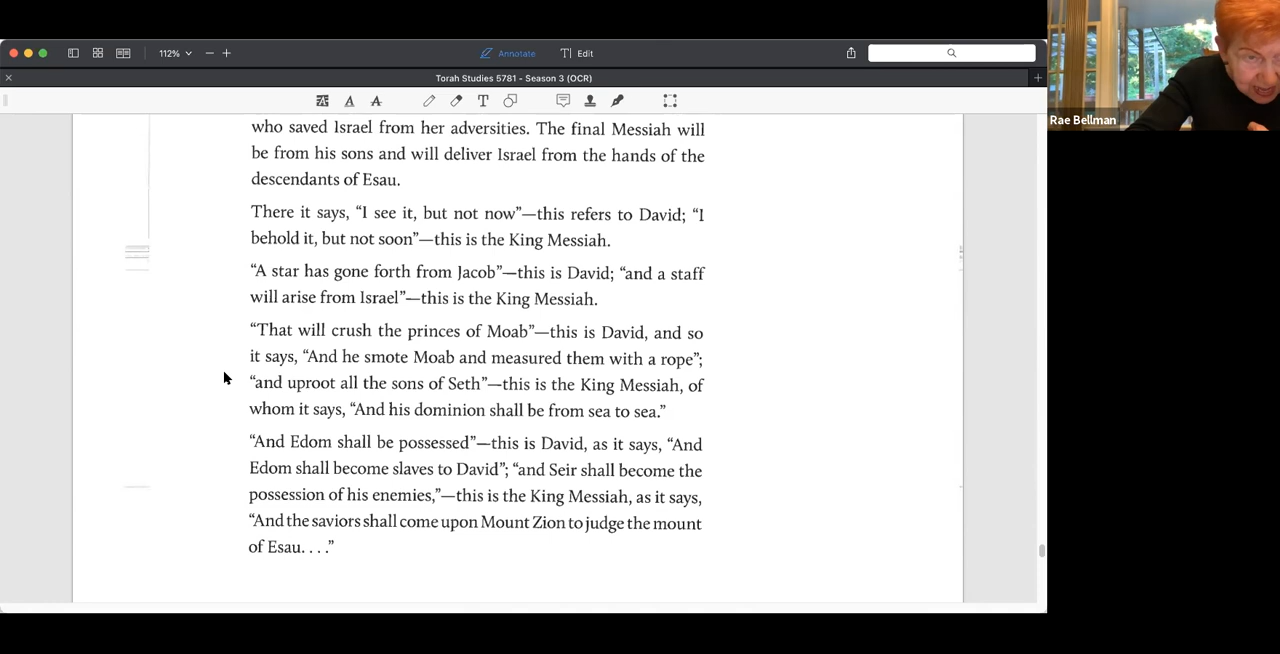 112%
Annotate
Edit
Torah Studies 5781 - Season 3 (OCR)
who saved Israel from her adversities. The final Messiah will
be from his sons and will deliver Israel from the hands of the
descendants of Esau.
There it says, “I see it, but not now”—this refers to David; “I
behold it, but not soon”—this is the King Messiah.
“A star has gone forth from Jacob”—this is David; “and a staff
will arise from Israel”—this is the King Messiah.
“That will crush the princes of Moab”—this is David, and so
it says, “And he smote Moab and measured them with a rope”;
“and uproot all the sons of Seth”—this is the King Messiah, of
whom it says, “And his dominion shall be from sea to sea.”
“And Edom shall be possessed”—this is David, as it says, “And
Edom shall become slaves to David”; “and Seir shall become the
possession of his enemies,”—this is the King Messiah, as it says,
“And the saviors shall come upon Mount Zion to judge the mount
of Esau. . . .”
Rae Bellman